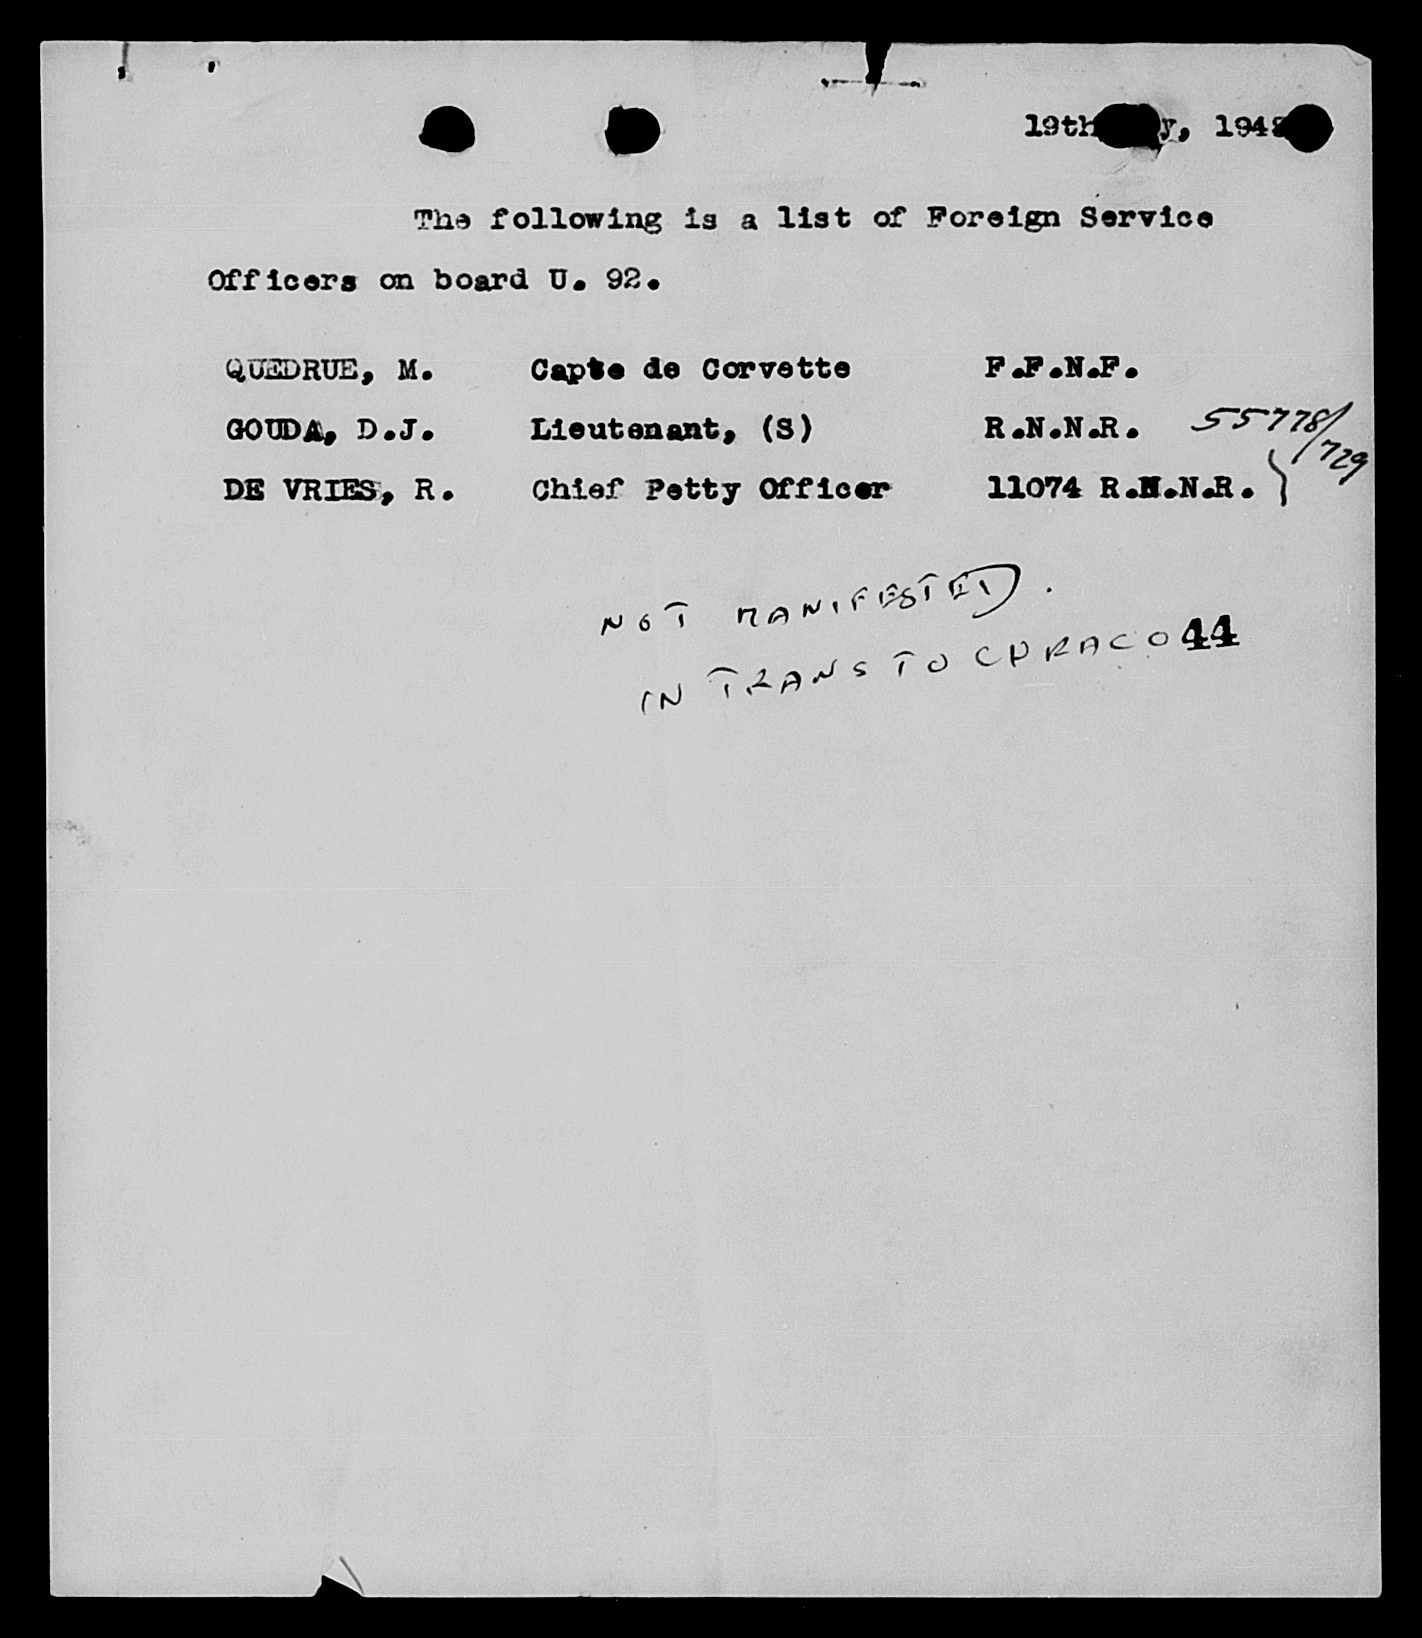 19th y, 194
The following is a list of Foreign Service
Officers on board U. 92.
QUEDRUE, M. Capte de Corvette F.F.N.F.
GOUDA, D.J. Lieutenant, (S) R.N.N.R. 55778/729
DE VRIES, R. Chief Petty Officer 11074 R.N.N.R. }
NOT MANIFESTED.
IN TRANS TO CURACO 44